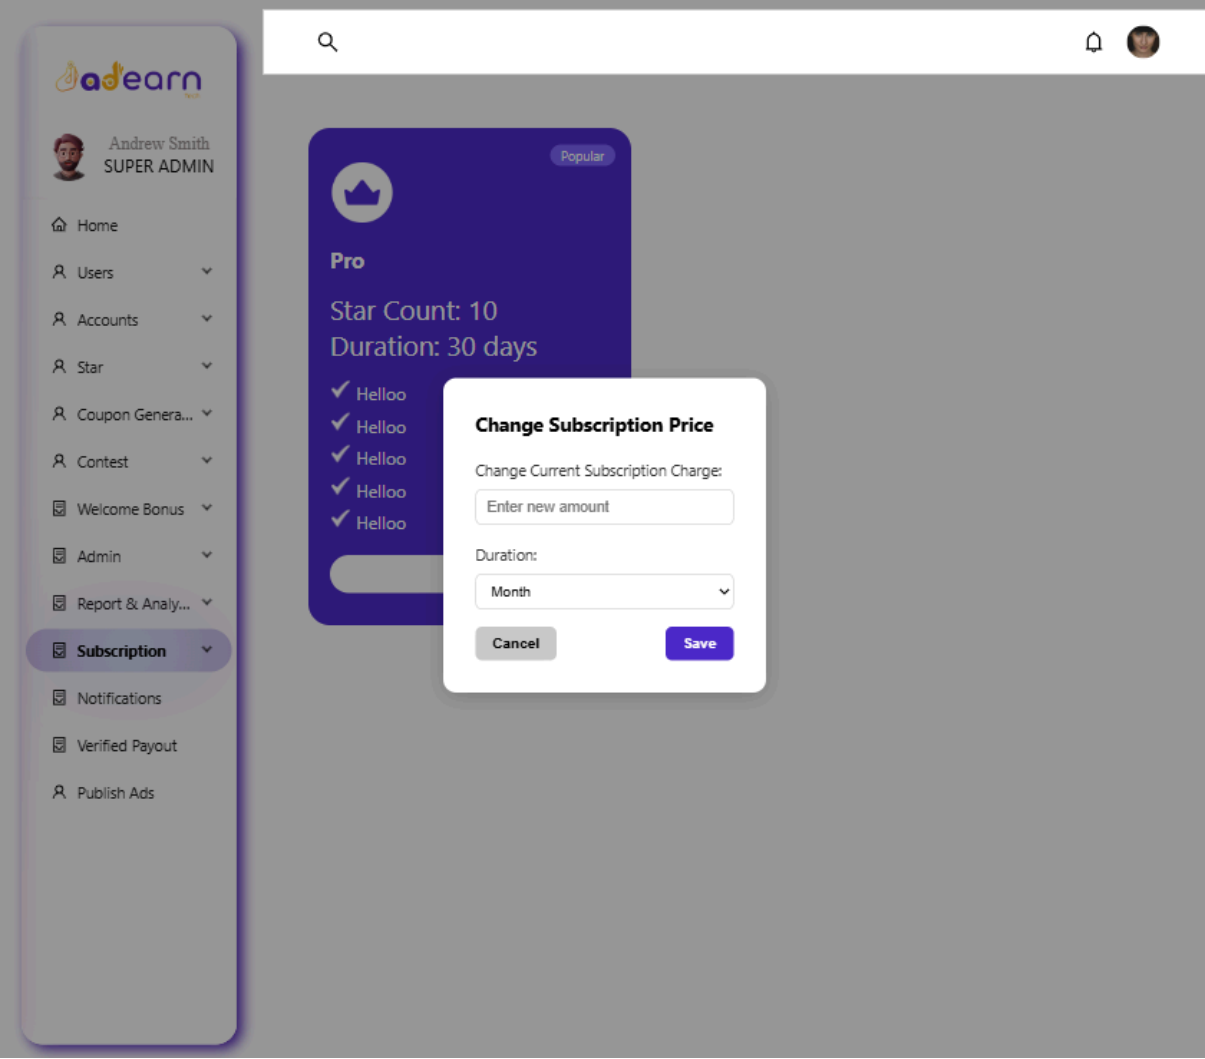 adearn
Tech
Andrew Smith
SUPER ADMIN
Home
Users
Accounts
Star
Coupon Genera...
Contest
Welcome Bonus
Admin
Report & Analy...
Subscription
Notifications
Verified Payout
Publish Ads
Popular
Pro
Star Count: 10
Duration: 30 days
Helloo
Helloo
Helloo
Helloo
Helloo
Change Subscription Price
Change Current Subscription Charge:
Enter new amount
Duration:
Month
Cancel
Save